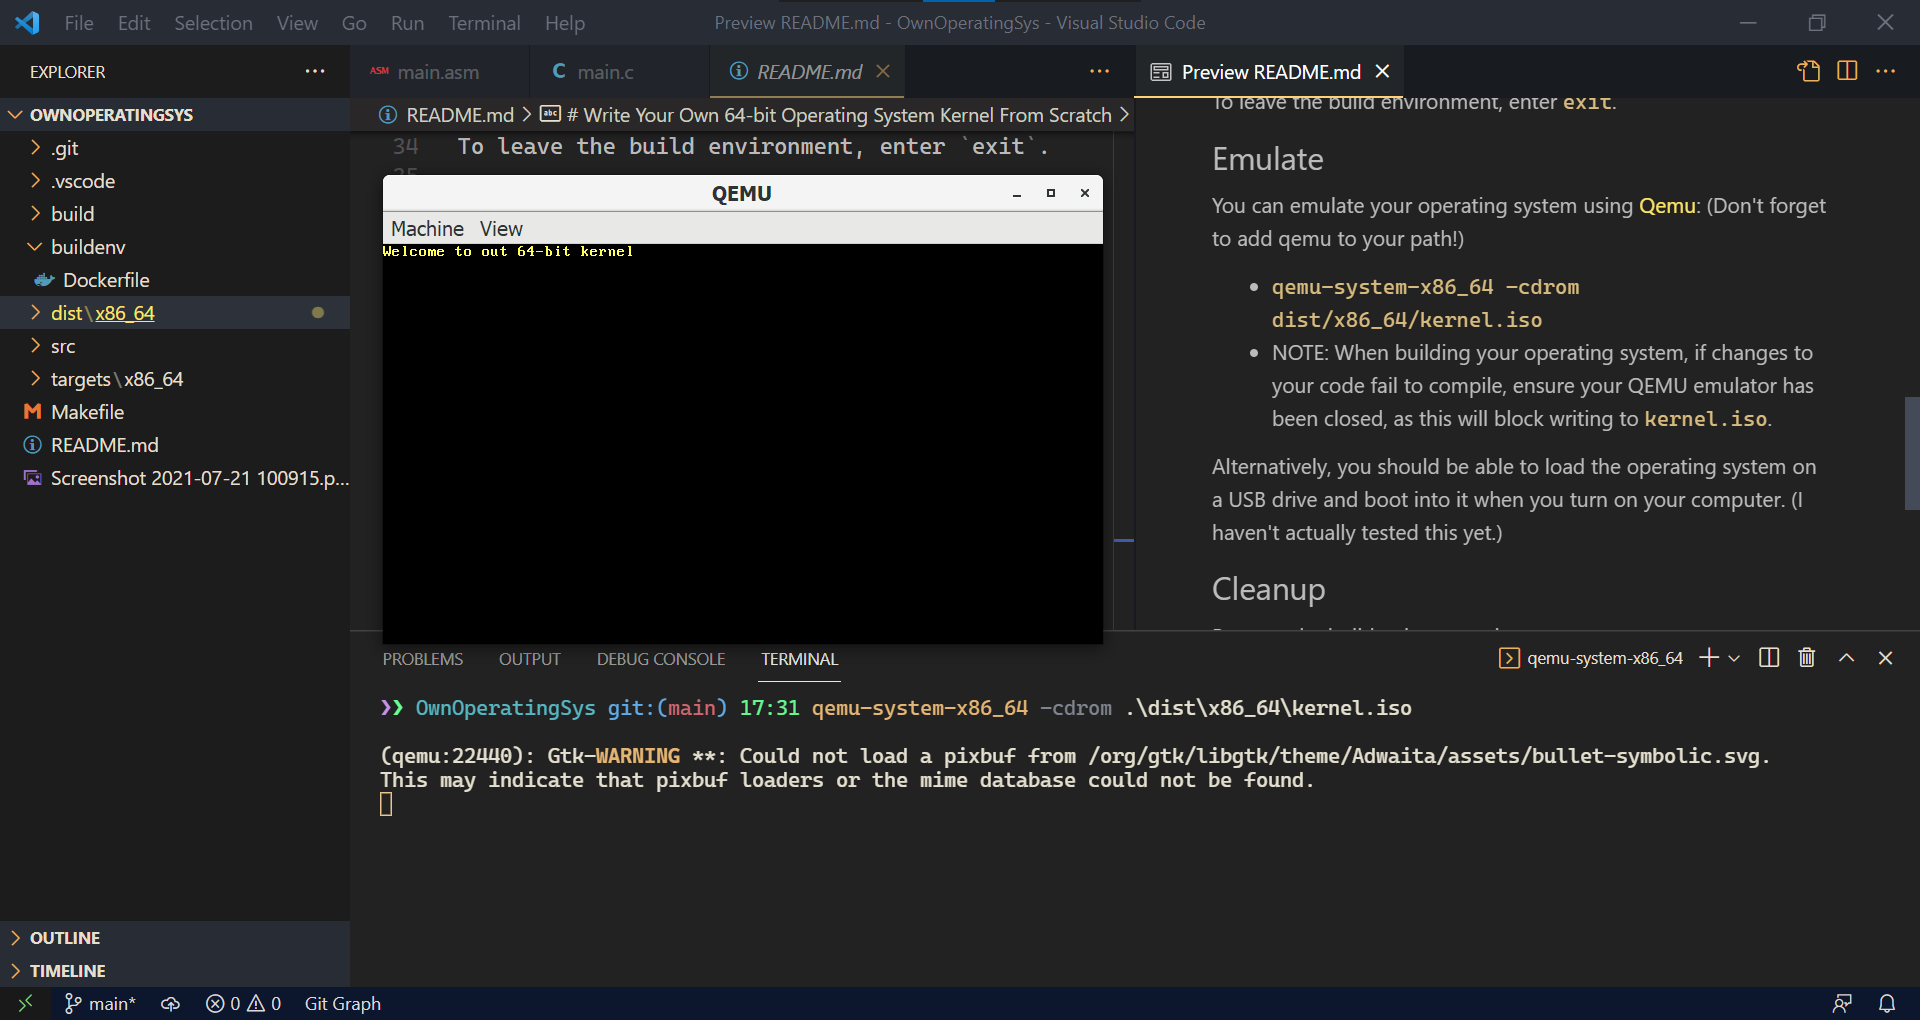 File Edit Selection View Go Run Terminal Help
Preview README.md - OwnOperatingSys - Visual Studio Code
EXPLORER
OWNOPERATINGSYS
.git
.vscode
build
buildenv
Dockerfile
dist\x86_64
src
targets\x86_64
Makefile
README.md
Screenshot 2021-07-21 100915.p...
OUTLINE
TIMELINE
ASM main.asm
C main.c
README.md
README.md > # Write Your Own 64-bit Operating System Kernel From Scratch >
34 To leave the build environment, enter `exit`.
35
QEMU
Machine View
Welcome to out 64-bit kernel
Preview README.md
To leave the build environment, enter exit.
Emulate
You can emulate your operating system using Qemu: (Don't forget
to add qemu to your path!)
• qemu-system-x86_64 -cdrom
dist/x86_64/kernel.iso
• NOTE: When building your operating system, if changes to
your code fail to compile, ensure your QEMU emulator has
been closed, as this will block writing to kernel.iso.
Alternatively, you should be able to load the operating system on
a USB drive and boot into it when you turn on your computer. (I
haven't actually tested this yet.)
Cleanup
PROBLEMS OUTPUT DEBUG CONSOLE TERMINAL
qemu-system-x86_64
❯❯ OwnOperatingSys git:(main) 17:31 qemu-system-x86_64 -cdrom .\dist\x86_64\kernel.iso
(qemu:22440): Gtk-WARNING **: Could not load a pixbuf from /org/gtk/libgtk/theme/Adwaita/assets/bullet-symbolic.svg.
This may indicate that pixbuf loaders or the mime database could not be found.
main* 0 0 Git Graph